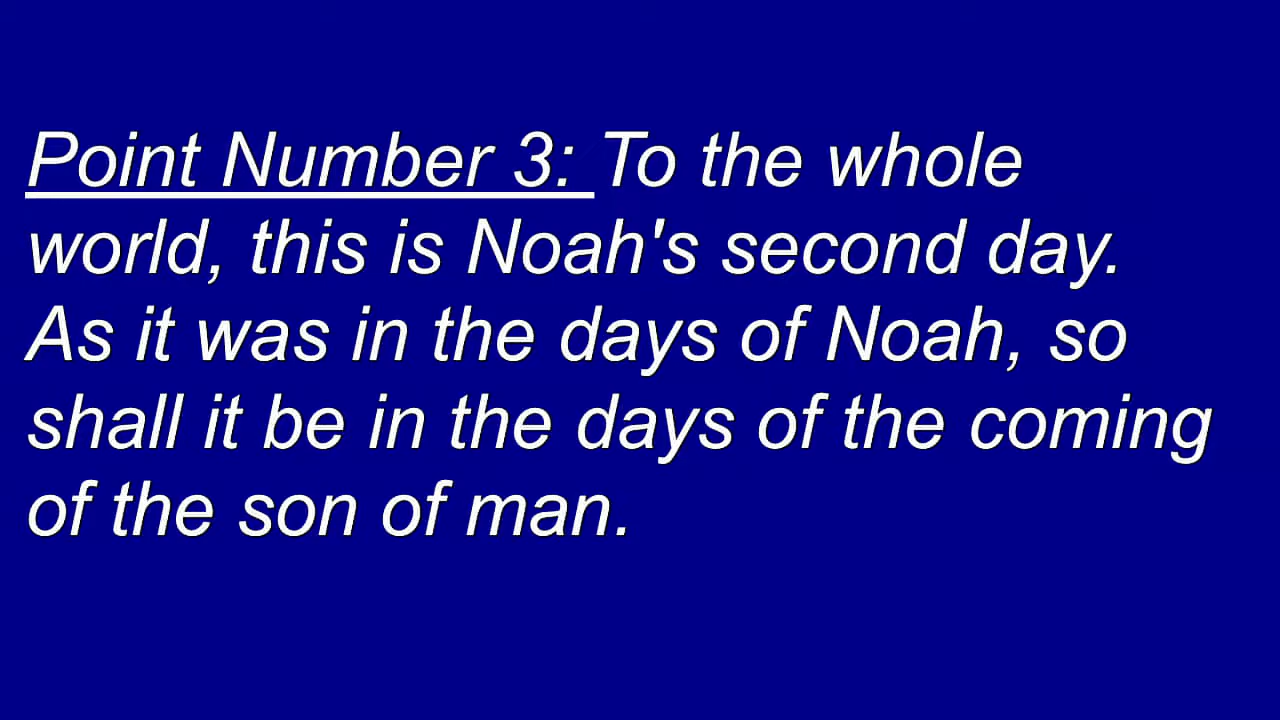 Point Number 3: To the whole
world, this is Noah's second day.
As it was in the days of Noah, so
shall it be in the days of the coming
of the son of man.